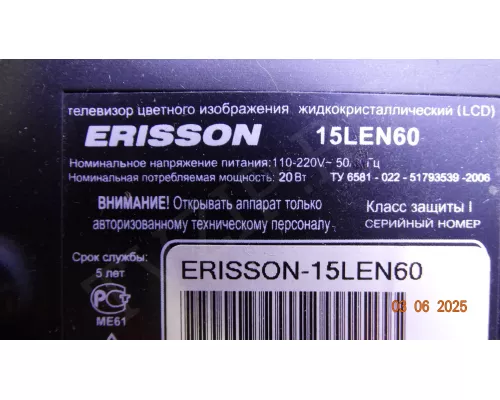 телевизор цветного изображения жидкокристаллический (LCD)
ERISSON 15LEN60
Номинальное напряжение питания:110-220V~ 50 Гц
Номинальная потребляемая мощность: 20 Вт ТУ 6581 - 022 - 51793539 -2006
ВНИМАНИЕ! Открывать аппарат только
авторизованному техническому персоналу
Класс защиты I
СЕРИЙНЫЙ НОМЕР
Срок службы:
5 лет
ERISSON-15LEN60
РСТ
МЕ61
03 06 2025